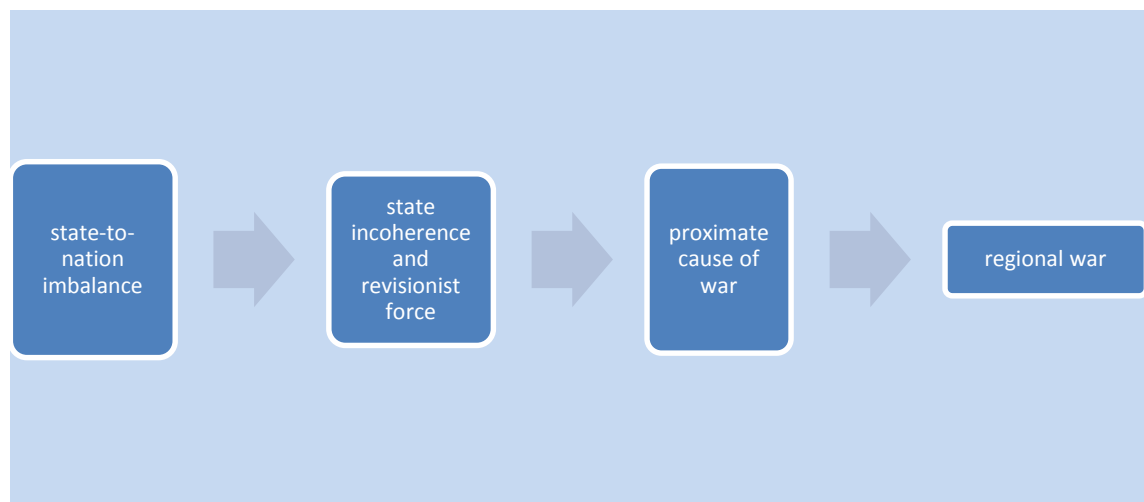 state-to-
nation
imbalance
state
incoherence
and
revisionist
force
proximate
cause of
war
regional war